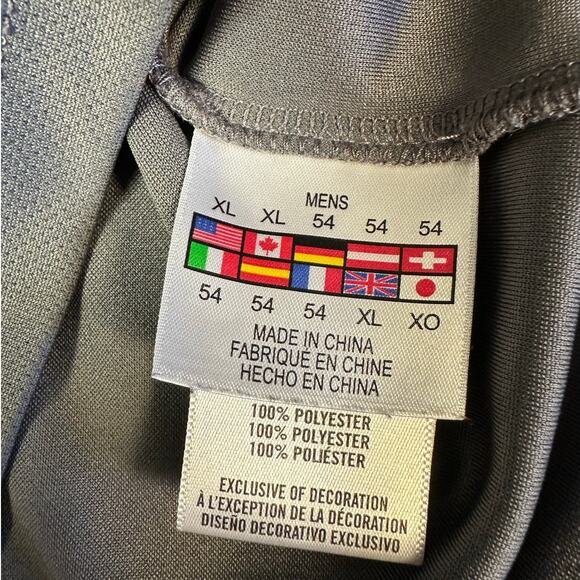 MENS
XL XL 54 54 54
54 54 54 XL XO
MADE IN CHINA
FABRIQUÉ EN CHINE
HECHO EN CHINA
100% POLYESTER
100% POLYESTER
100% POLIÉSTER
EXCLUSIVE OF DECORATION
À L'EXCEPTION DE LA DÉCORATION
DISEÑO DECORATIVO EXCLUSIVO